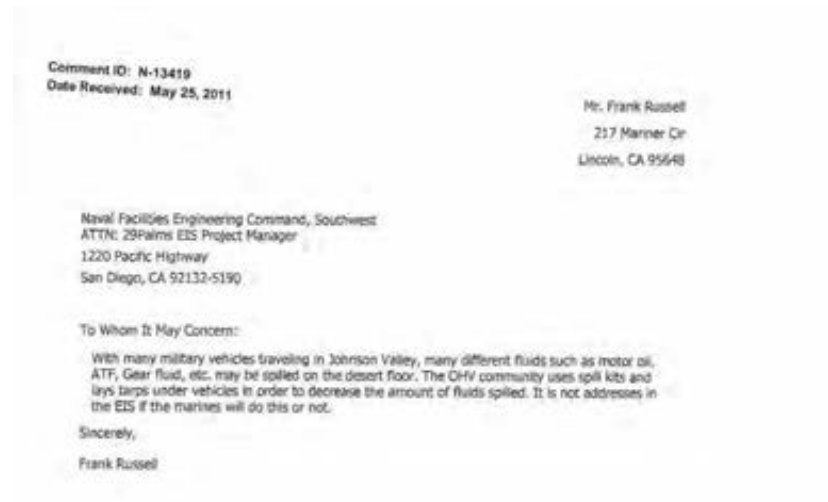 Comment ID: N-13419
Date Received: May 25, 2011
Mr. Frank Russell
217 Mariner Cir
Lincoln, CA 95648
Naval Facilities Engineering Command, Southwest
ATTN: 29Palms EIS Project Manager
1220 Pacific Highway
San Diego, CA 92132-5190
To Whom It May Concern:
With many military vehicles traveling in Johnson Valley, many different fluids such as motor oil,
ATF, Gear fluid, etc. may be spilled on the desert floor. The OHV community uses spill kits and
lays tarps under vehicles in order to decrease the amount of fluids spilled. It is not addresses in
the EIS if the marines will do this or not.
Sincerely,
Frank Russell